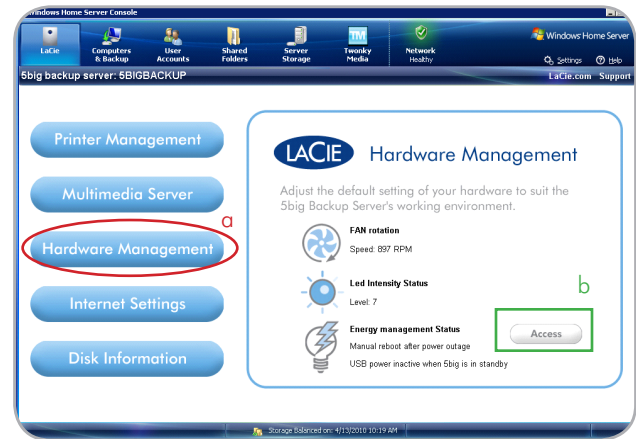 Windows Home Server Console
LaCie
Computers & Backup
User Accounts
Shared Folders
Server Storage
TM
Twonky Media
Network
Healthy
Windows Home Server
Settings
Help
5big backup server: 5BIGBACKUP
LaCie.com Support
Printer Management
Multimedia Server
a
Hardware Management
Internet Settings
Disk Information
LACIE
Hardware Management
Adjust the default setting of your hardware to suit the
5big Backup Server's working environment.
FAN rotation
Speed: 897 RPM
Led Intensity Status
Level: 7
b
Energy management Status
Manual reboot after power outage
USB power inactive when 5big is in standby
Access
Storage Balanced on: 4/13/2010 10:19 AM